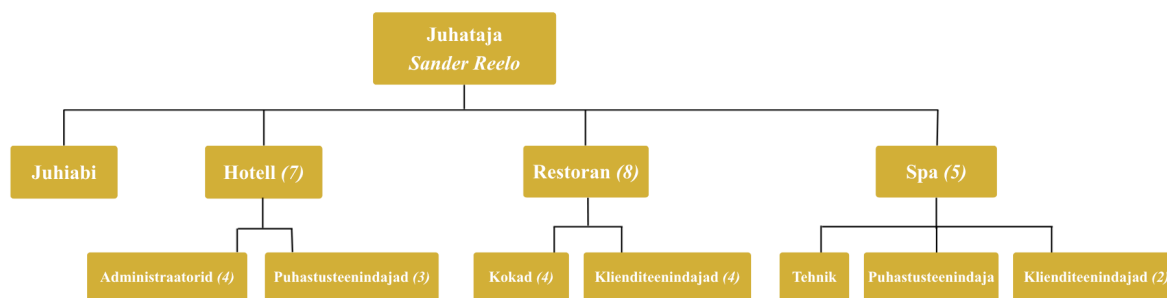 Juhataja
Sander Reelo
Juhiabi
Hotell (7)
Restoran (8)
Spa (5)
Administraatorid (4)
Puhastusteenindajad (3)
Kokad (4)
Klienditeenindajad (4)
Tehnik
Puhastusteenindaja
Klienditeenindajad (2)